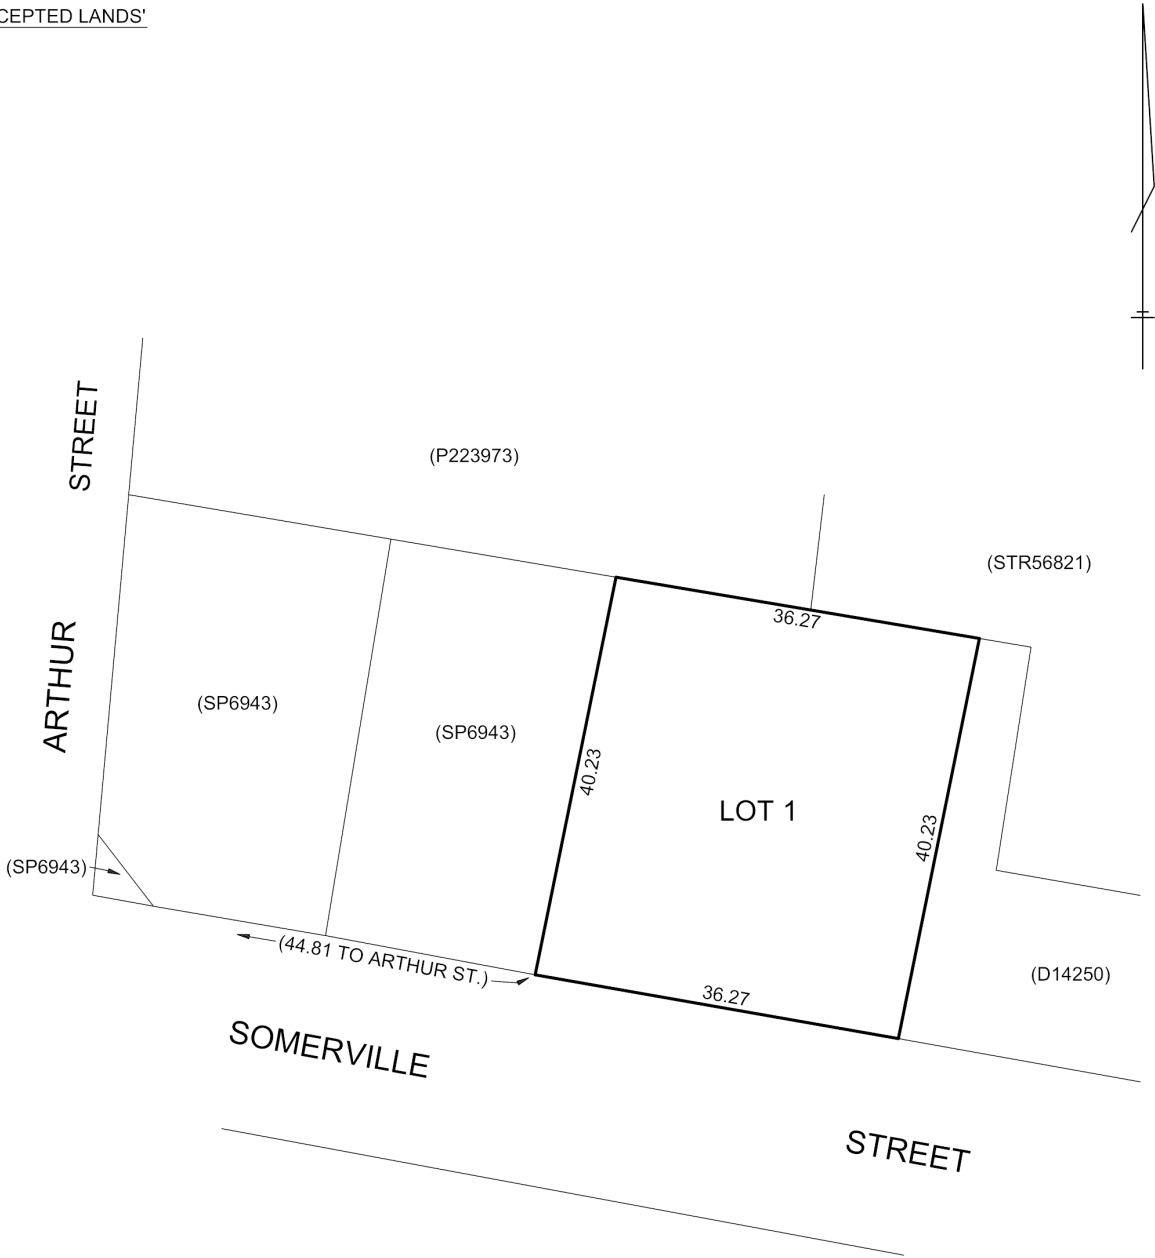 CEPTED LANDS'
STREET
(P223973)
(STR56821)
36.27
ARTHUR
(SP6943)
(SP6943)
40.23
LOT 1
40.23
(SP6943)
(44.81 TO ARTHUR ST.)
(D14250)
36.27
SOMERVILLE
STREET